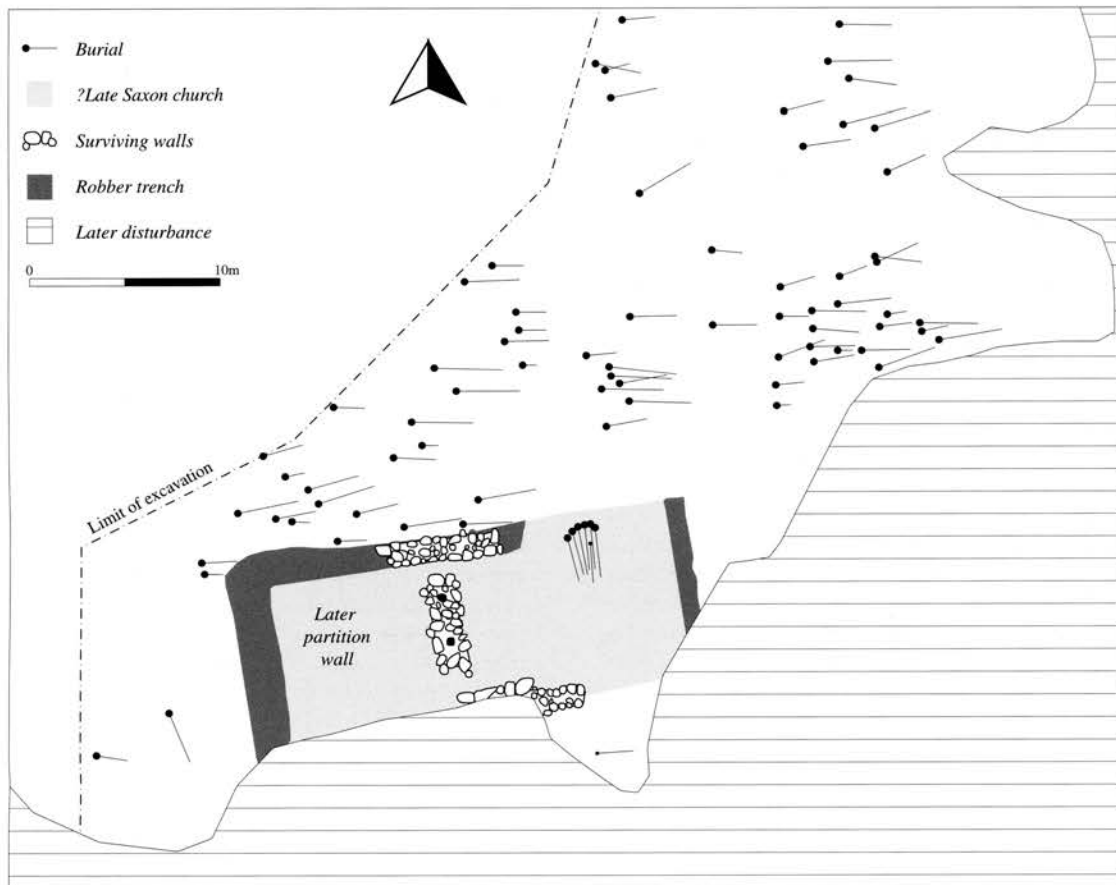 Burial
?Late Saxon church
Surviving walls
Robber trench
Later disturbance
0 10m
Limit of excavation
Later
partition
wall